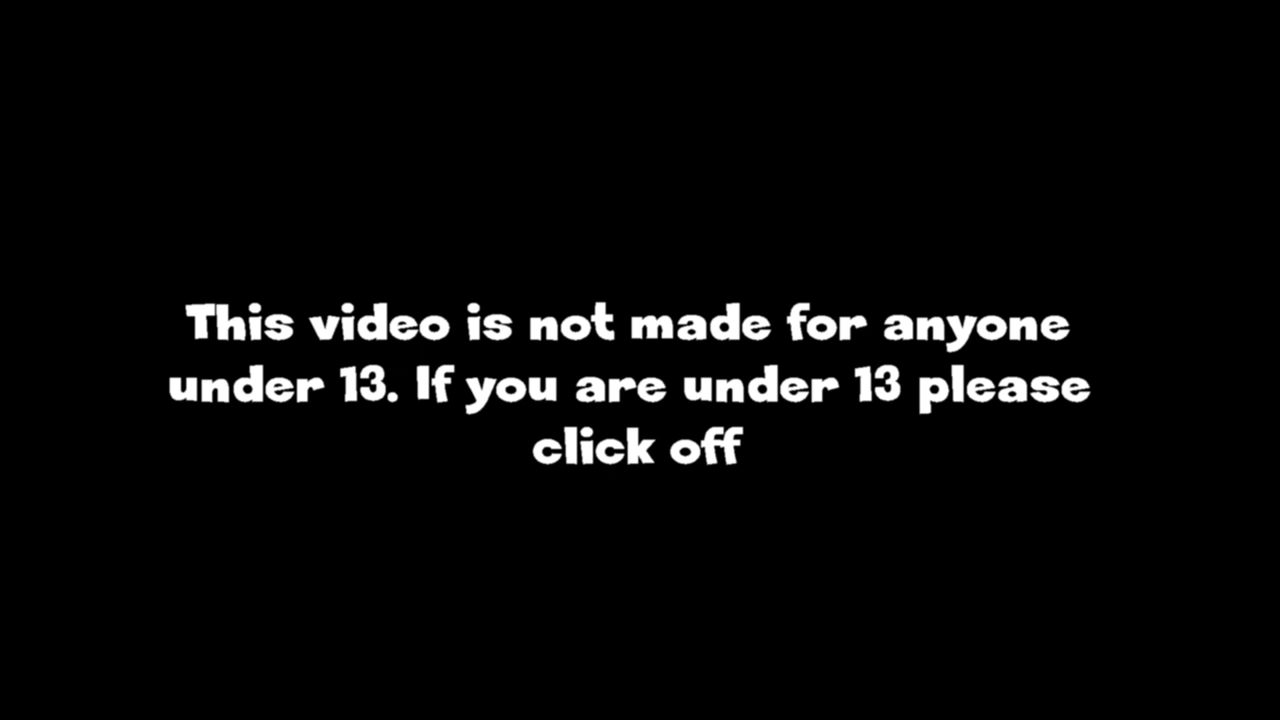 This video is not made for anyone
under 13. If you are under 13 please
click off